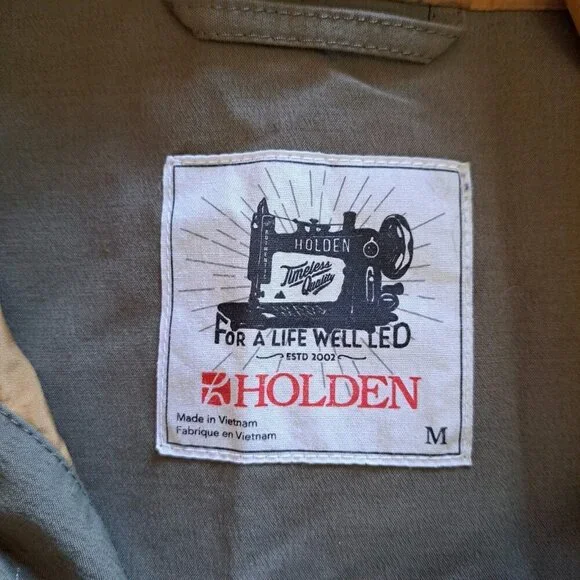 HOLDEN
Timeless
Quality
FOR A LIFE WELL LED
ESTD 2002
HOLDEN
Made in Vietnam
Fabrique en Vietnam
M